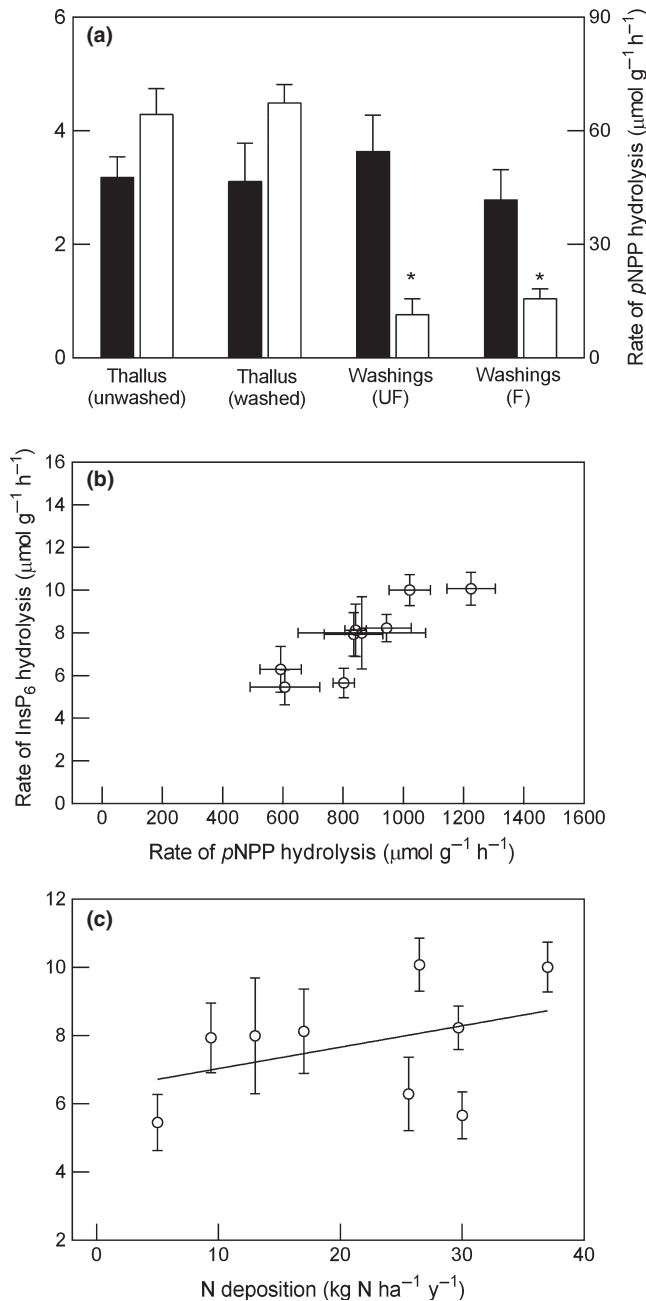 (a)
6
4
2
0
90
60
30
0
Rate of pNPP hydrolysis (μmol g⁻¹ h⁻¹)
*
*
Thallus
(unwashed)
Thallus
(washed)
Washings
(UF)
Washings
(F)
(b)
16
14
12
10
8
6
4
2
0
Rate of InsP₆ hydrolysis (μmol g⁻¹ h⁻¹)
0 200 400 600 800 1000 1200 1400 1600
Rate of pNPP hydrolysis (μmol g⁻¹ h⁻¹)
(c)
12
10
8
6
4
2
0 10 20 30 40
N deposition (kg N ha⁻¹ y⁻¹)